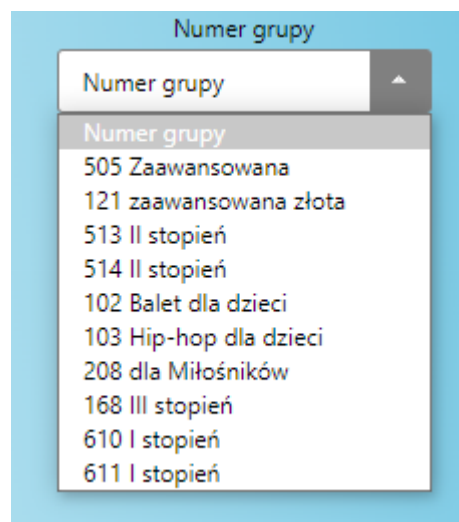 Numer grupy
Numer grupy
Numer grupy
505 Zaawansowana
121 zaawansowana złota
513 II stopień
514 II stopień
102 Balet dla dzieci
103 Hip-hop dla dzieci
208 dla Miłośników
168 III stopień
610 I stopień
611 I stopień